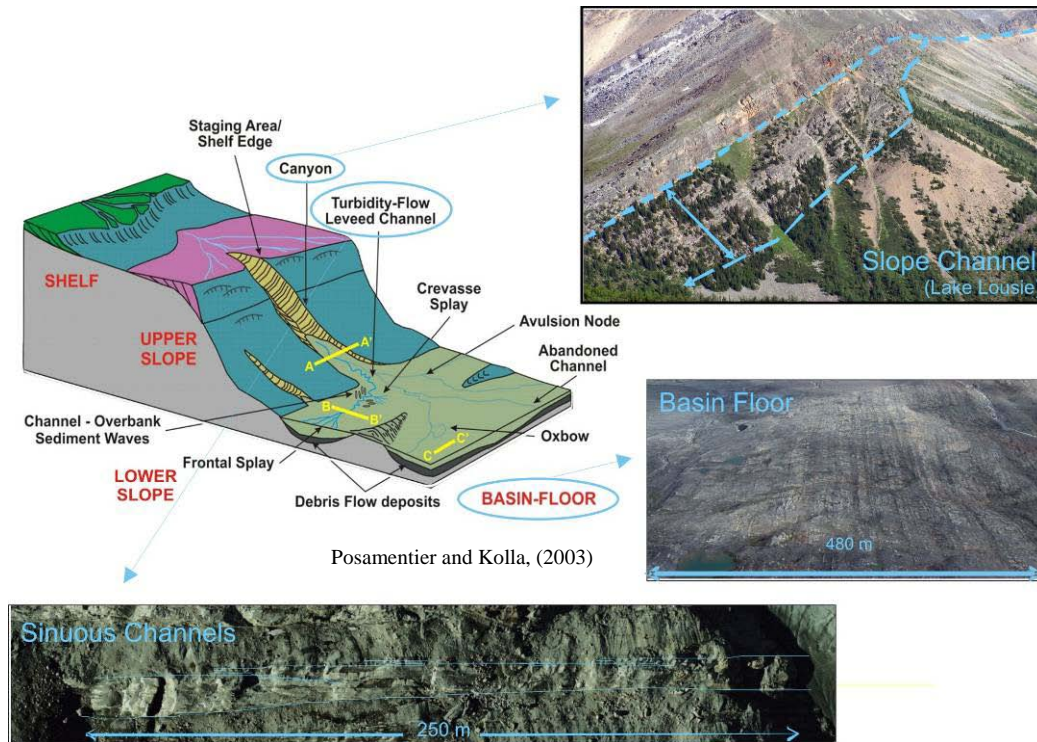 Staging Area/
Shelf Edge
Canyon
Turbidity-Flow
Leveed Channel
Crevasse
Splay
Avulsion Node
Abandoned
Channel
SHELF
UPPER
SLOPE
A A'
B
B'
C C'
Channel - Overbank
Sediment Waves
Frontal Splay
Oxbow
LOWER
SLOPE
Debris Flow deposits
BASIN-FLOOR
Posamentier and Kolla, (2003)
Slope Channel
(Lake Lousie)
Basin Floor
480 m
Sinuous Channels
250 m